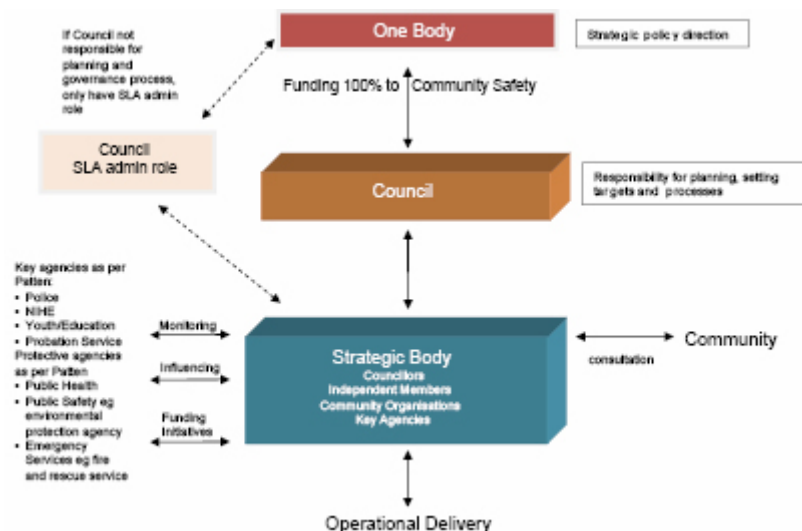 If Council not
responsible for
planning and
governance process,
only have SLA admin
role
One Body
Strategic policy direction
Funding 100% to Community Safety
Council
SLA admin role
Council
Responsibility for planning, setting
targets and processes
Key agencies as per
Patten:
• Police
• NIHE
• Youth/Education
• Probation Service
Protective agencies
as per Patten
• Public Health
• Public Safety eg
environmental
protection agency
• Emergency
Services eg fire
and rescue service
Monitoring
Influencing
Funding
Initiatives
Strategic Body
Councillors
Independent Members
Community Organisations
Key Agencies
Community
consultation
Operational Delivery